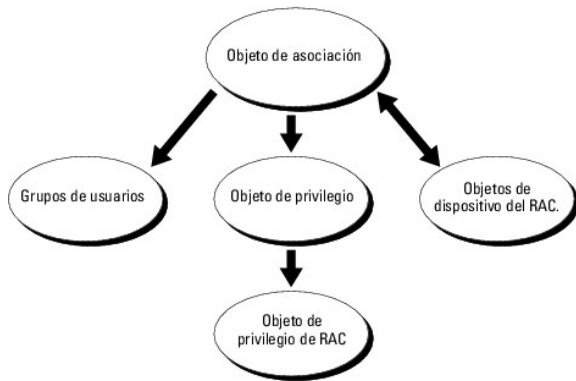 Objeto de asociación
Grupos de usuarios
Objeto de privilegio
Objetos de
dispositivo del RAC.
Objeto de
privilegio de RAC